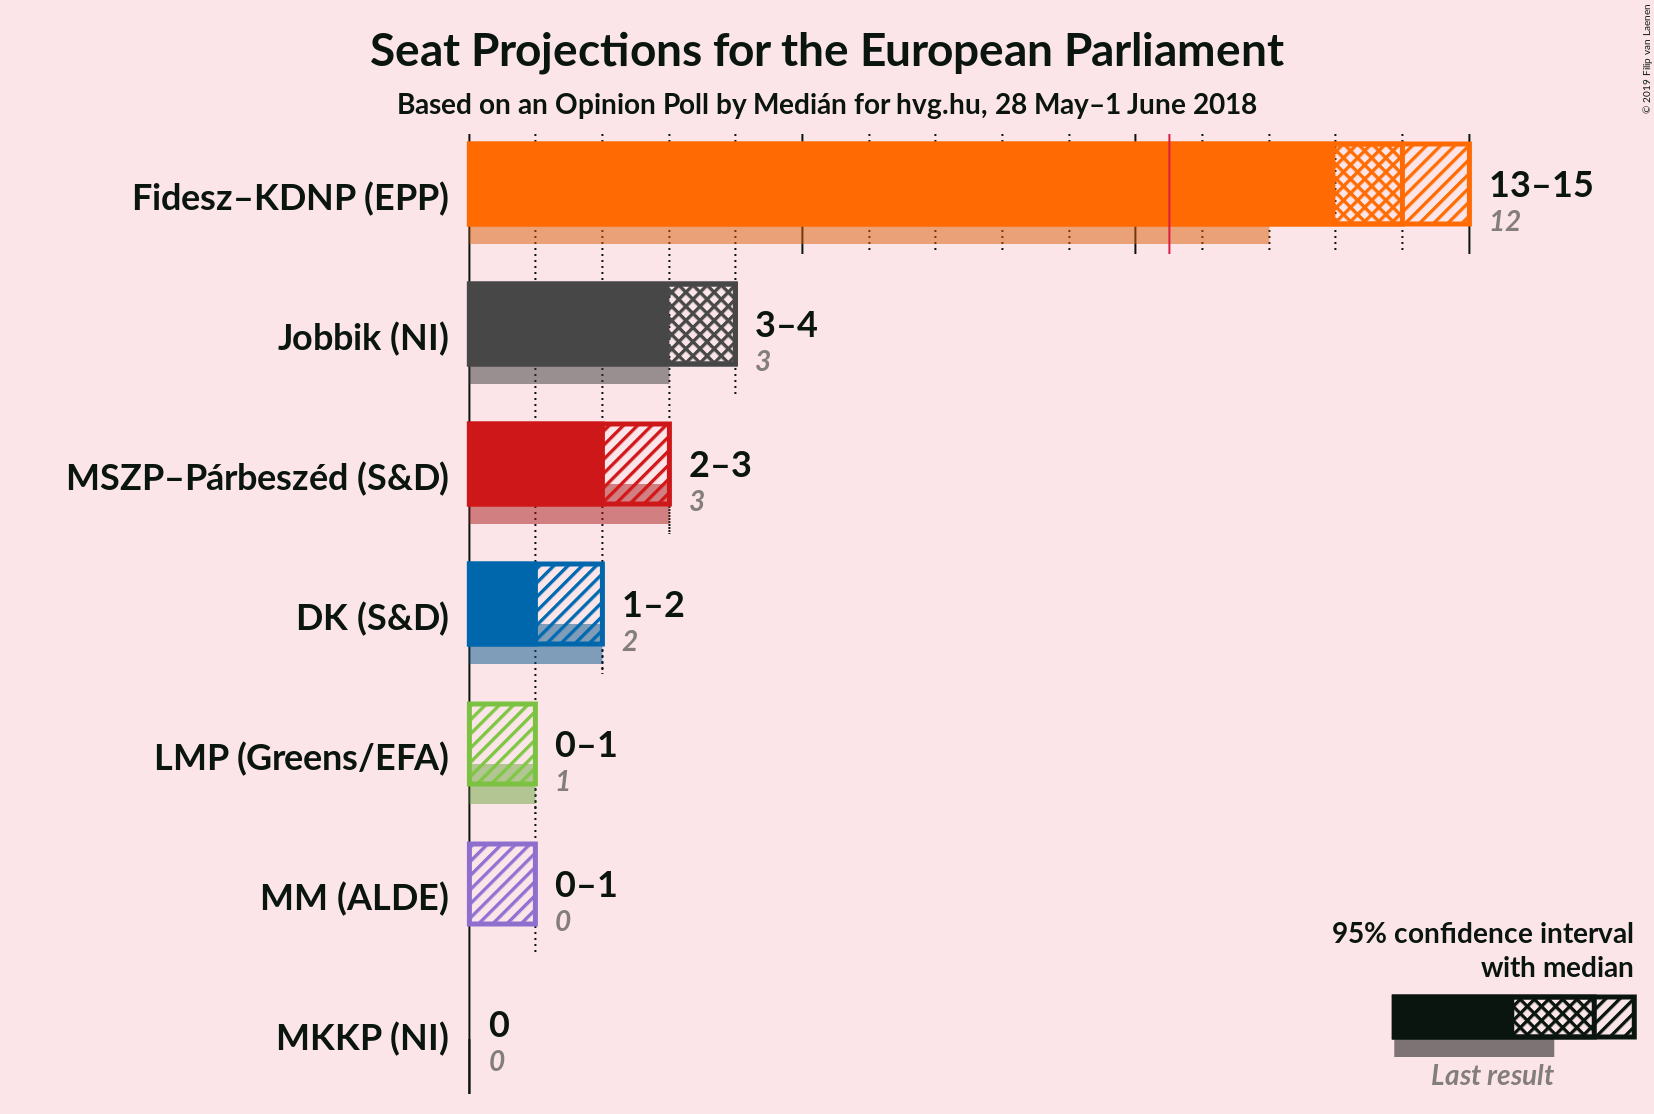 Seat Projections for the European Parliament
Based on an Opinion Poll by Medián for hvg.hu, 28 May–1 June 2018
© 2019 Filip van Laenen
Fidesz–KDNP (EPP)
13–15
12
Jobbik (NI)
3–4
3
MSZP–Párbeszéd (S&D)
2–3
3
DK (S&D)
1–2
2
LMP (Greens/EFA)
0–1
1
MM (ALDE)
0–1
0
MKKP (NI)
0
0
95% confidence interval
with median
Last result